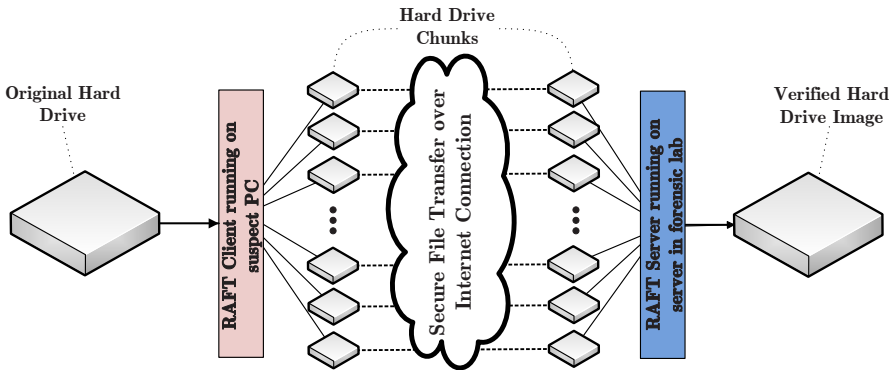 Hard Drive
Chunks
Original Hard
Drive
RAFT Client running on
suspect PC
Secure File Transfer over
Internet Connection
RAFT Server running on
server in forensic lab
Verified Hard
Drive Image